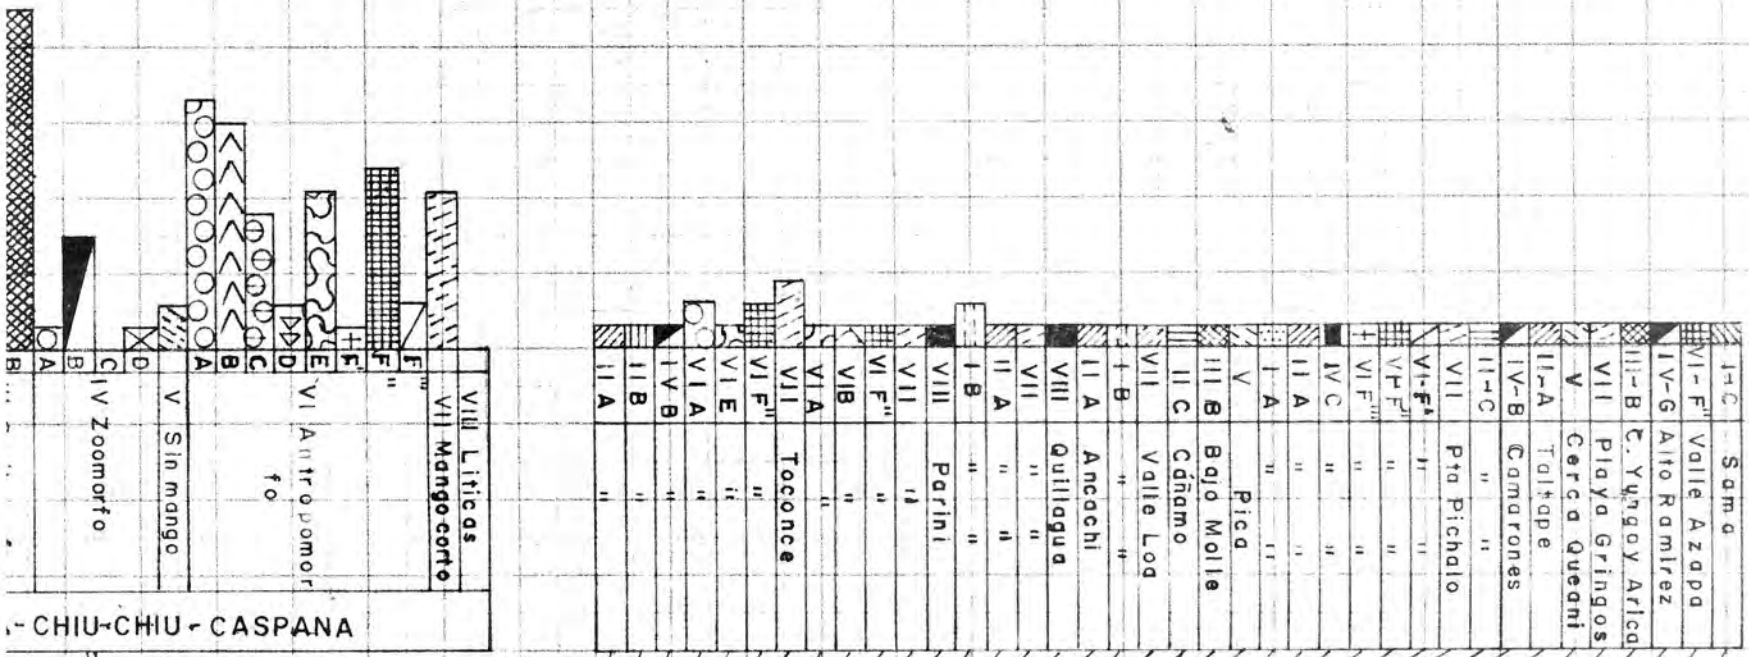 B
A
B
C
D
IV Zoomorfo
V Sin mango
A
B
C
D
E
F'
F"
F'''
VI Antropomor
fo
VII Mango corto
VIII Liticas
- CHIU-CHIU - CASPANA
II A "
II B "
IV B "
VI A "
VI E "
VI F" "
VII Toconce
VI A "
VIB "
VI F" "
VII "
VIII Parini
I B " "
II A " "
VII " "
VIII Quillagua
II A Ancachi
I B " "
VII Valle Loa
II C Cáñamo
III B Bajo Molle
V Pica
I-A " "
II A " "
IV C " "
VI F''' " "
VI-F" " "
VI-F' " "
VII Pta Pichalo
II-C " "
IV-B Camarones
II-A Taltape
V Cerca Queani
VII Playa Gringos
III-B C. Yungay Arica
IV-G Alto Ramírez
VI-F" Valle Azapa
I-C Sama